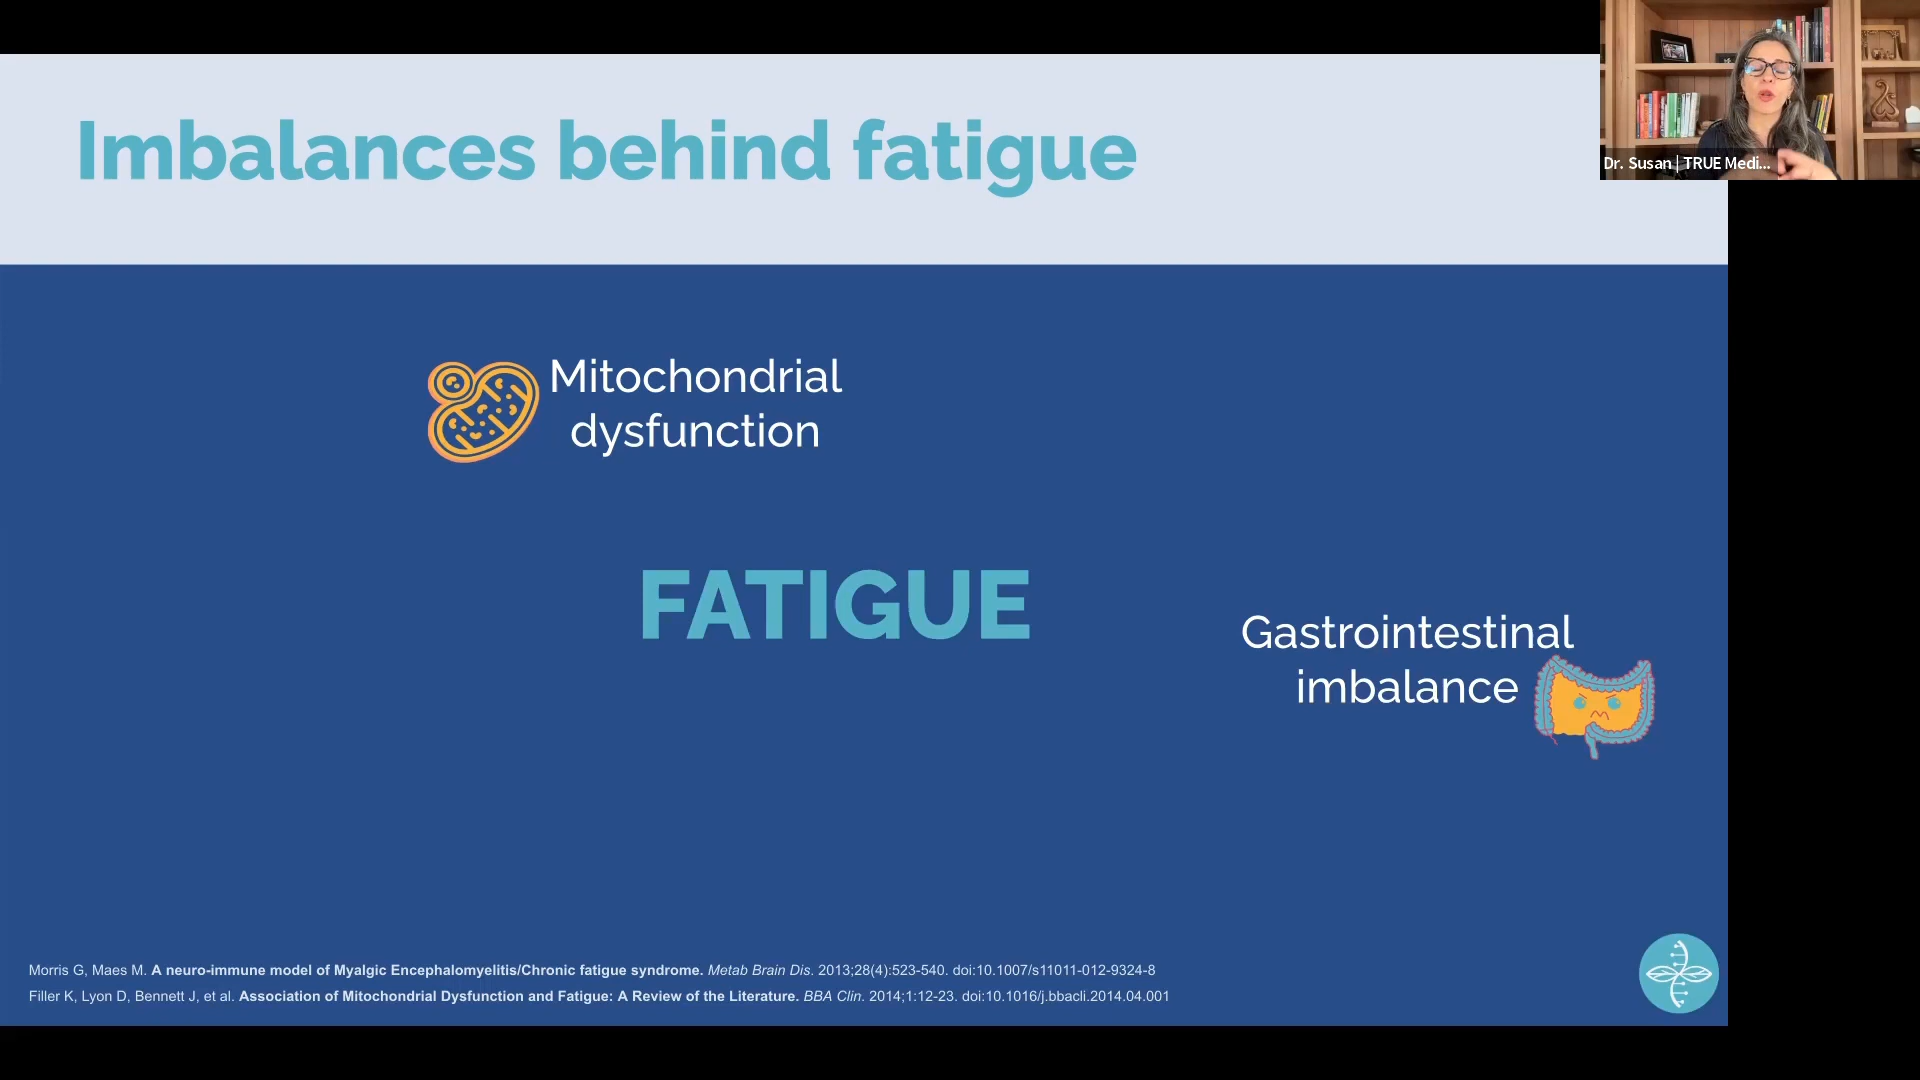 Imbalances behind fatigue
Dr. Susan | TRUE Medi...
Mitochondrial
dysfunction
FATIGUE
Gastrointestinal
imbalance
Morris G, Maes M. A neuro-immune model of Myalgic Encephalomyelitis/Chronic fatigue syndrome. Metab Brain Dis. 2013;28(4):523-540. doi:10.1007/s11011-012-9324-8
Filler K, Lyon D, Bennett J, et al. Association of Mitochondrial Dysfunction and Fatigue: A Review of the Literature. BBA Clin. 2014;1:12-23. doi:10.1016/j.bbacli.2014.04.001